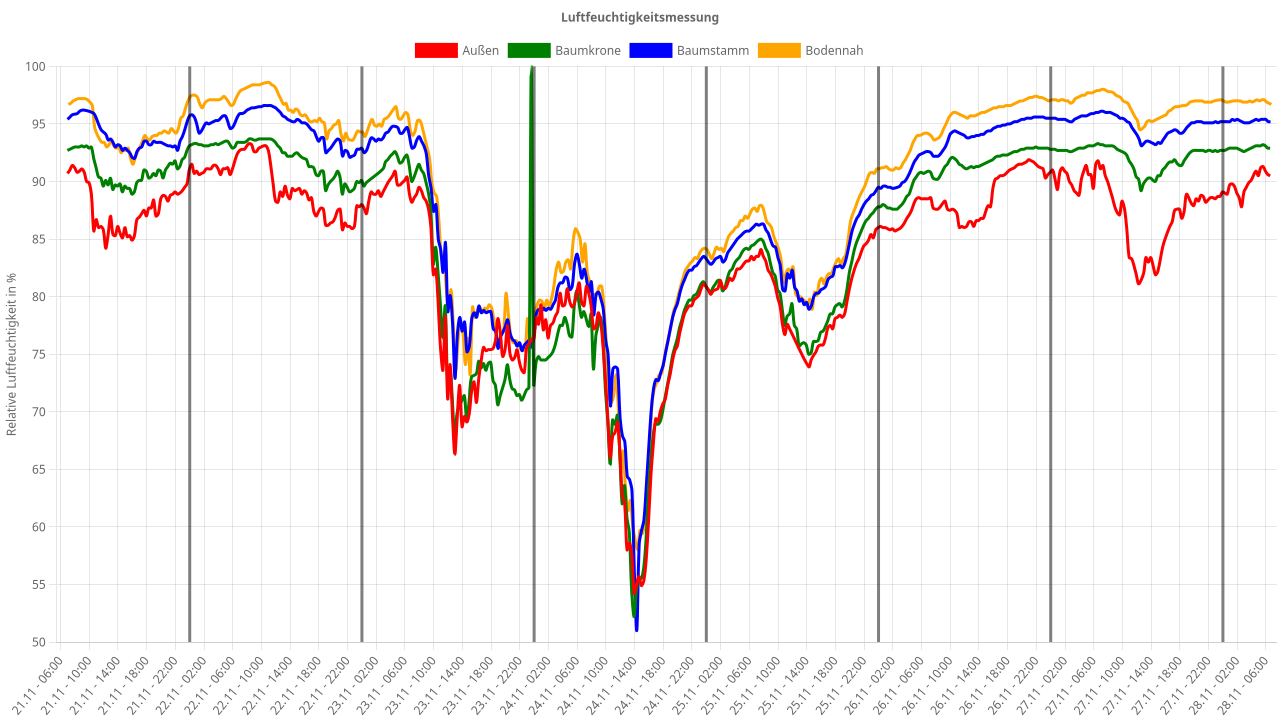 Luftfeuchtigkeitsmessung
Außen Baumkrone Baumstamm Bodennah
Relative Luftfeuchtigkeit in %
100
95
90
85
80
75
70
65
60
55
50
21.11 - 06:00
21.11 - 10:00
21.11 - 14:00
21.11 - 18:00
21.11 - 22:00
22.11 - 02:00
22.11 - 06:00
22.11 - 10:00
22.11 - 14:00
22.11 - 18:00
22.11 - 22:00
23.11 - 02:00
23.11 - 06:00
23.11 - 10:00
23.11 - 14:00
23.11 - 18:00
23.11 - 22:00
24.11 - 02:00
24.11 - 06:00
24.11 - 10:00
24.11 - 14:00
24.11 - 18:00
24.11 - 22:00
25.11 - 02:00
25.11 - 06:00
25.11 - 10:00
25.11 - 14:00
25.11 - 18:00
25.11 - 22:00
26.11 - 02:00
26.11 - 06:00
26.11 - 10:00
26.11 - 14:00
26.11 - 18:00
26.11 - 22:00
27.11 - 02:00
27.11 - 06:00
27.11 - 10:00
27.11 - 14:00
27.11 - 18:00
27.11 - 22:00
28.11 - 02:00
28.11 - 06:00